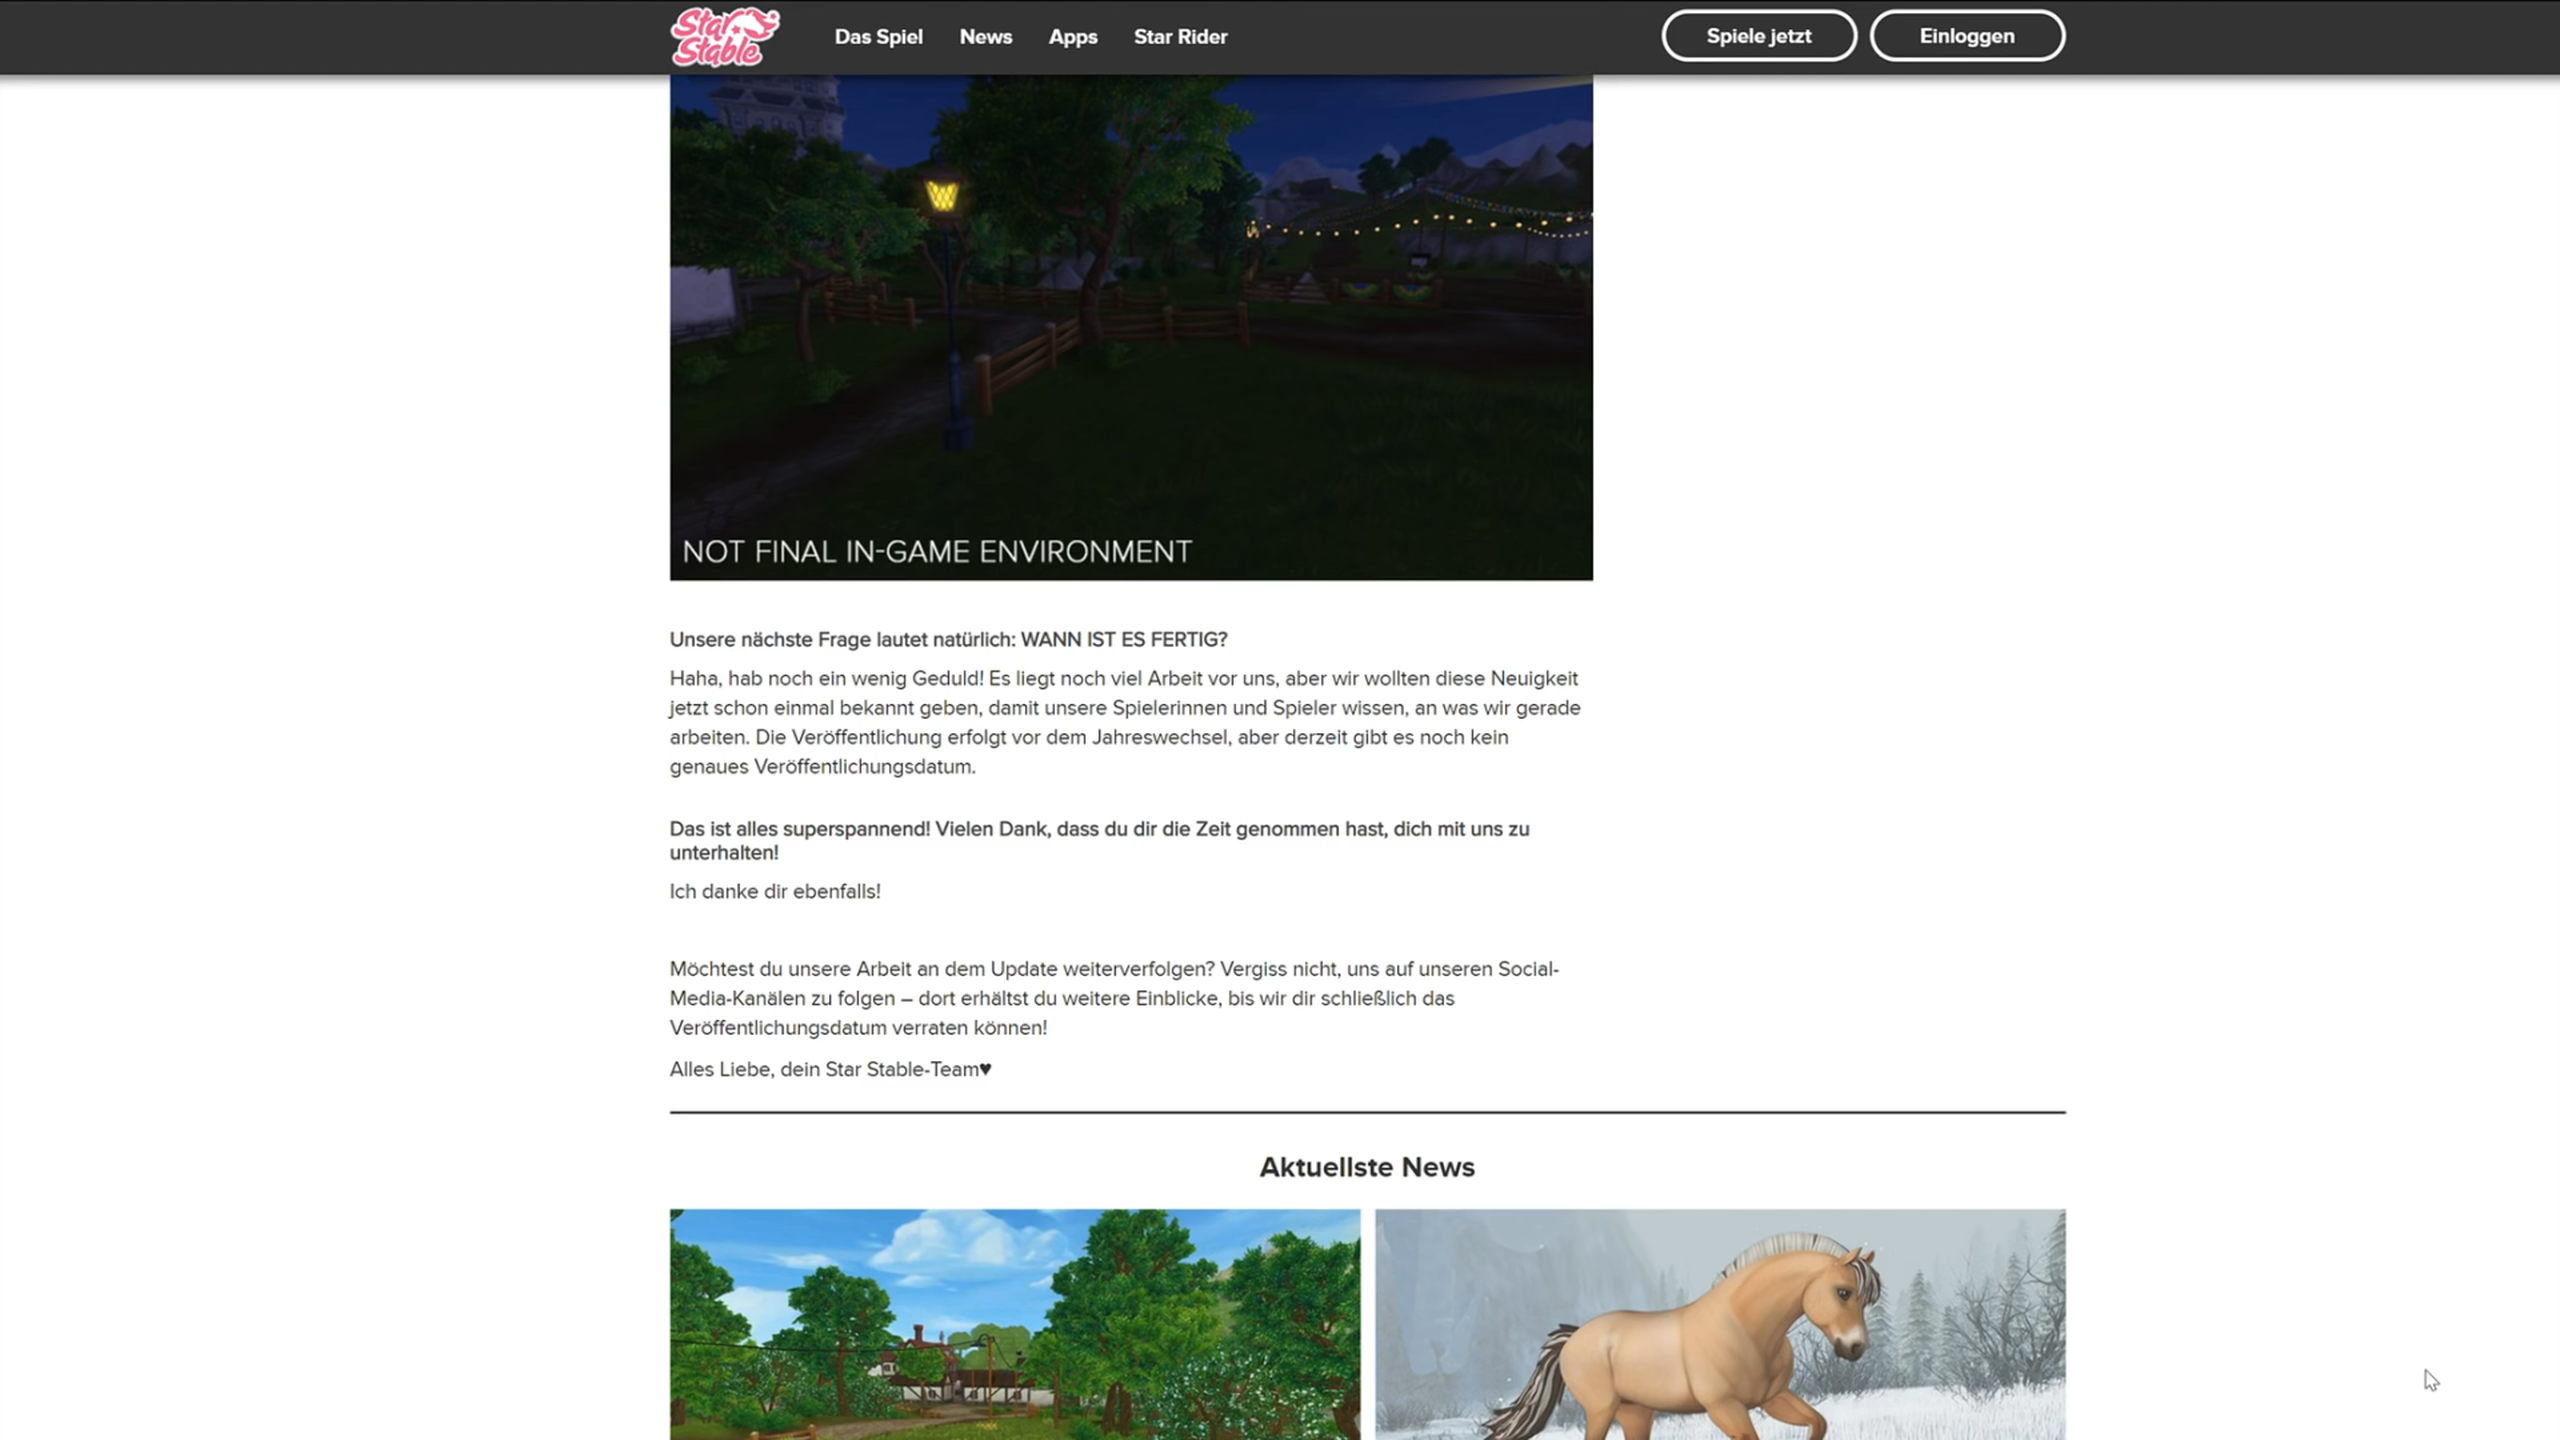 Star Stable
Das Spiel
News
Apps
Star Rider
Spiele jetzt
Einloggen
NOT FINAL IN-GAME ENVIRONMENT
Unsere nächste Frage lautet natürlich: WANN IST ES FERTIG?
Haha, hab noch ein wenig Geduld! Es liegt noch viel Arbeit vor uns, aber wir wollten diese Neuigkeit
jetzt schon einmal bekannt geben, damit unsere Spielerinnen und Spieler wissen, an was wir gerade
arbeiten. Die Veröffentlichung erfolgt vor dem Jahreswechsel, aber derzeit gibt es noch kein
genaues Veröffentlichungsdatum.
Das ist alles superspannend! Vielen Dank, dass du dir die Zeit genommen hast, dich mit uns zu
unterhalten!
Ich danke dir ebenfalls!
Möchtest du unsere Arbeit an dem Update weiterverfolgen? Vergiss nicht, uns auf unseren Social-
Media-Kanälen zu folgen – dort erhältst du weitere Einblicke, bis wir dir schließlich das
Veröffentlichungsdatum verraten können!
Alles Liebe, dein Star Stable-Team♥
Aktuellste News